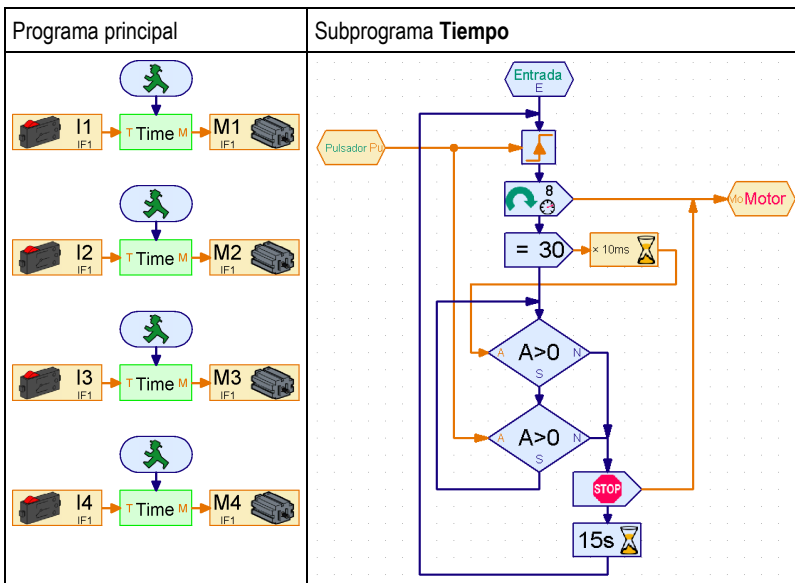 Programa principal
Subprograma Tiempo
I1
IF1
T Time M
M1
IF1
I2
IF1
T Time M
M2
IF1
I3
IF1
T Time M
M3
IF1
I4
IF1
T Time M
M4
IF1
Entrada
E
Pulsador Pu
8
Mo Motor
= 30
× 10ms
A A>0 N
S
A A>0 N
S
STOP
15s